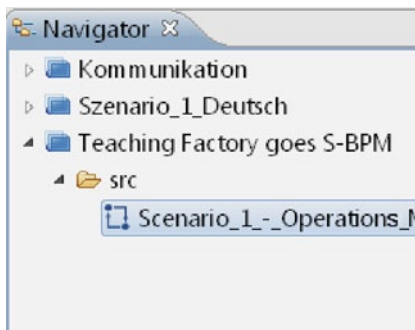 Navigator
Kommunikation
Szenario_1_Deutsch
Teaching Factory goes S-BPM
src
Scenario_1_-_Operations_